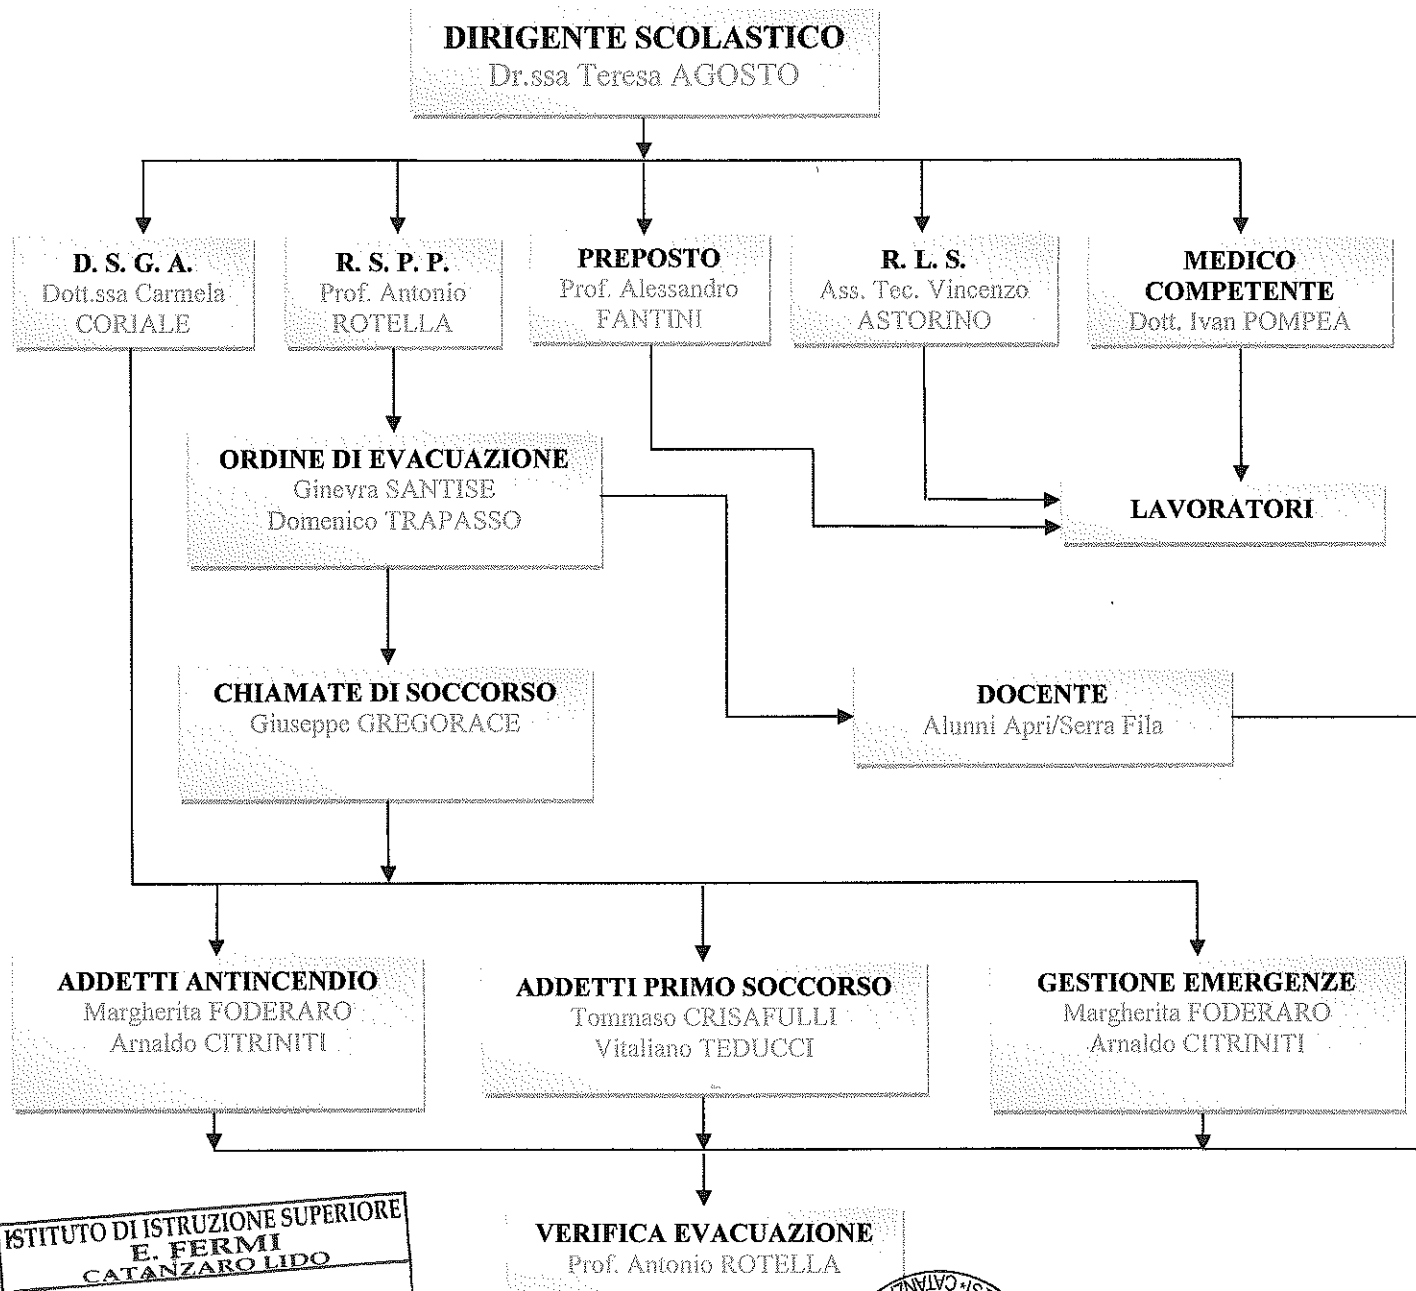 DIRIGENTE SCOLASTICO
Dr.ssa Teresa AGOSTO
D. S. G. A.
Dott.ssa Carmela
CORIALE
R. S. P. P.
Prof. Antonio
ROTELLA
PREPOSTO
Prof. Alessandro
FANTINI
R. L. S.
Ass. Tec. Vincenzo
ASTORINO
MEDICO
COMPETENTE
Dott. Ivan POMPEA
ORDINE DI EVACUAZIONE
Ginevra SANTISE
Domenico TRAPASSO
LAVORATORI
CHIAMATE DI SOCCORSO
Giuseppe GREGORACE
DOCENTE
Alunni Apri/Serra Fila
ADDETTI ANTINCENDIO
Margherita FODERARO
Arnaldo CITRINITI
ADDETTI PRIMO SOCCORSO
Tommaso CRISAFULLI
Vitaliano TEDUCCI
GESTIONE EMERGENZE
Margherita FODERARO
Arnaldo CITRINITI
VERIFICA EVACUAZIONE
Prof. Antonio ROTELLA
ISTITUTO DI ISTRUZIONE SUPERIORE
E. FERMI
CATANZARO LIDO